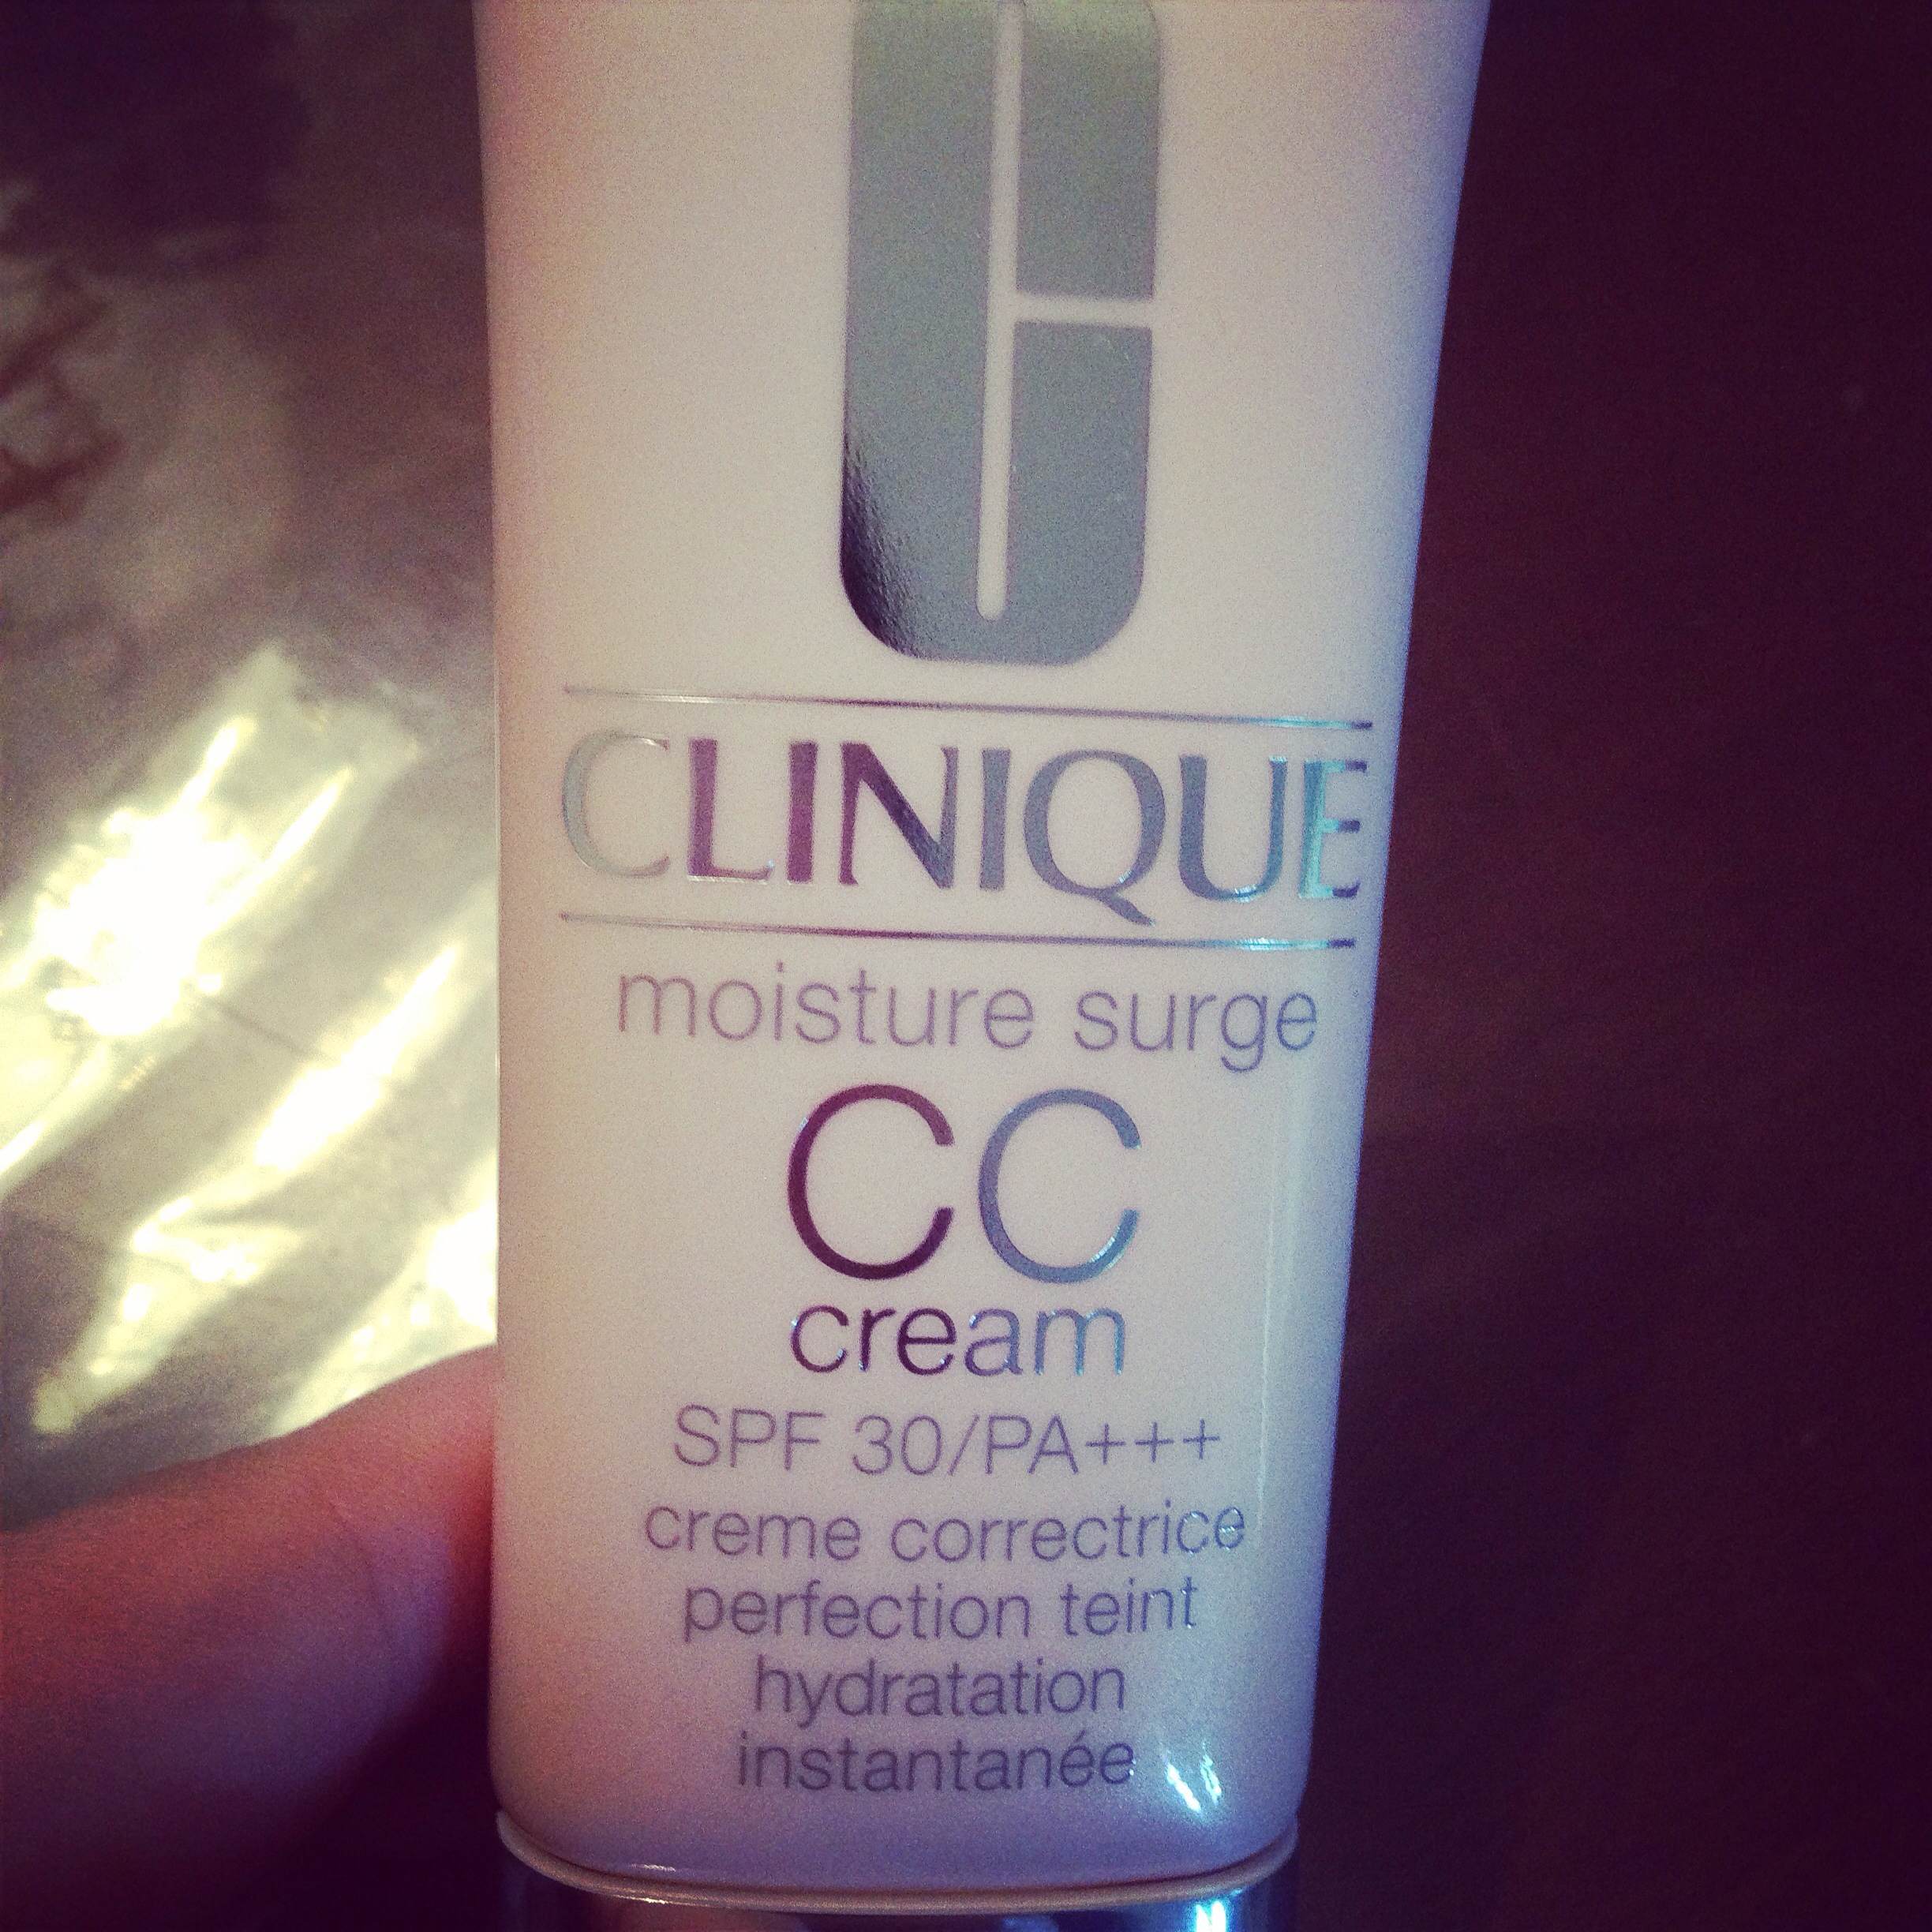 C
CLINIQUE
moisture surge
CC
cream
SPF 30/PA+++
creme correctrice
perfection teint
hydratation
instantanée